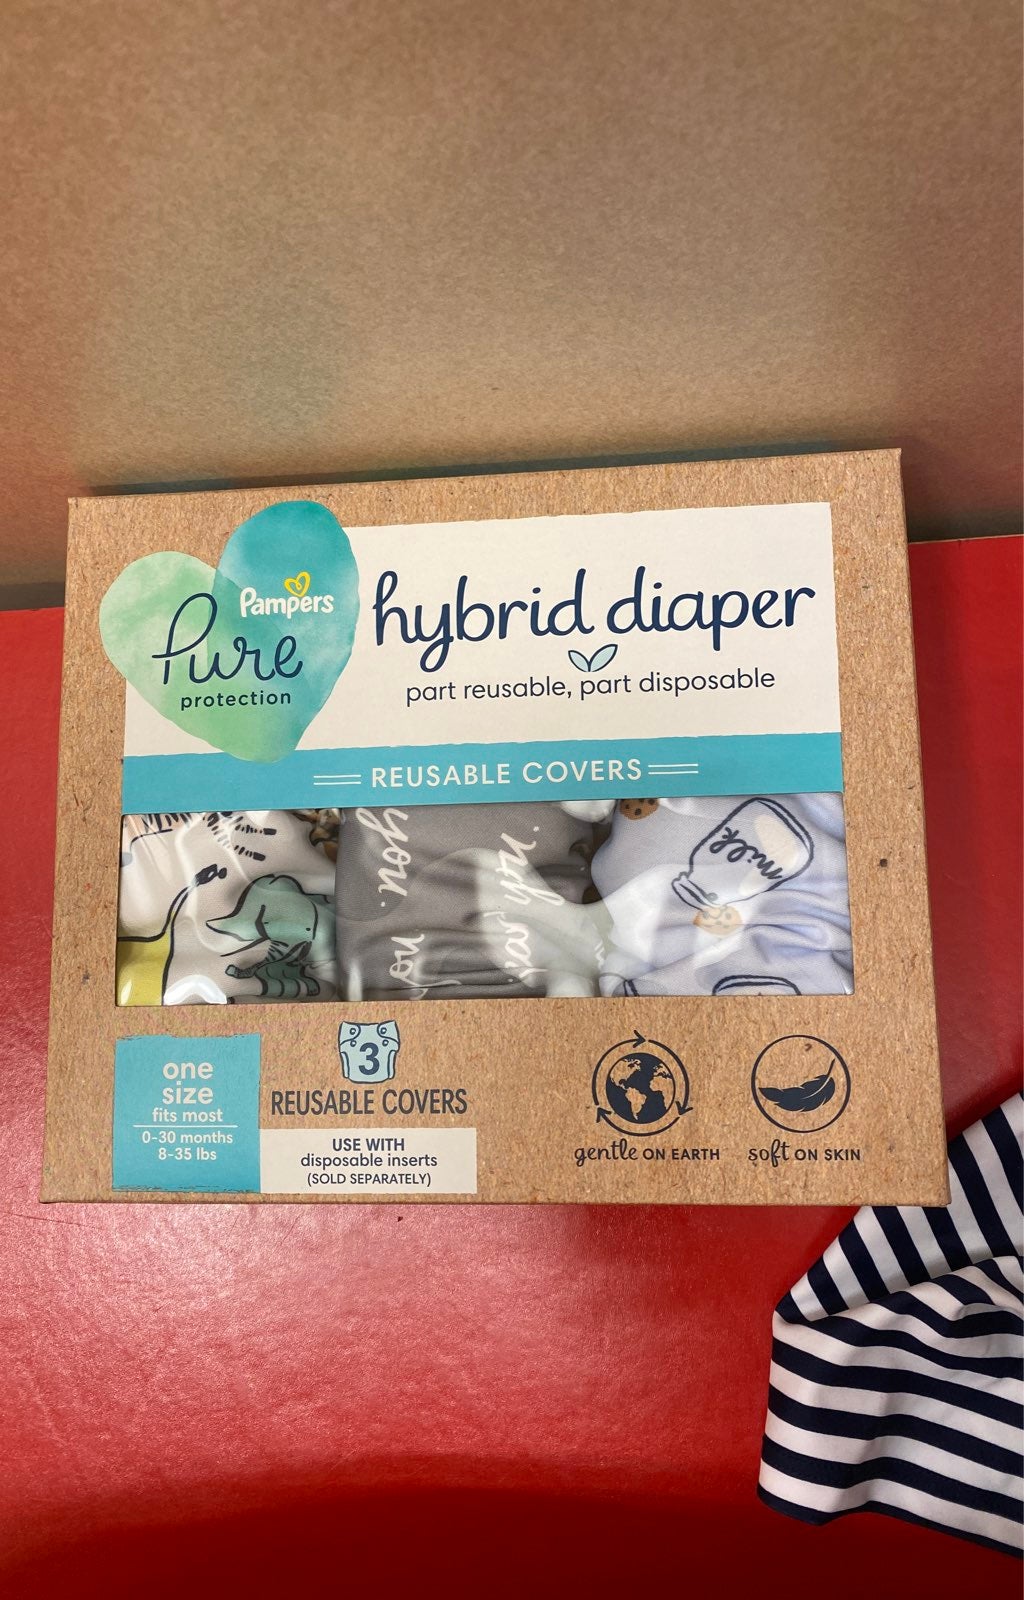 Pampers
Pure
protection
hybrid diaper
part reusable, part disposable
REUSABLE COVERS
you.
milk
one
size
fits most
0-30 months
8-35 lbs
3
REUSABLE COVERS
USE WITH
disposable inserts
(SOLD SEPARATELY)
gentle ON EARTH
soft ON SKIN